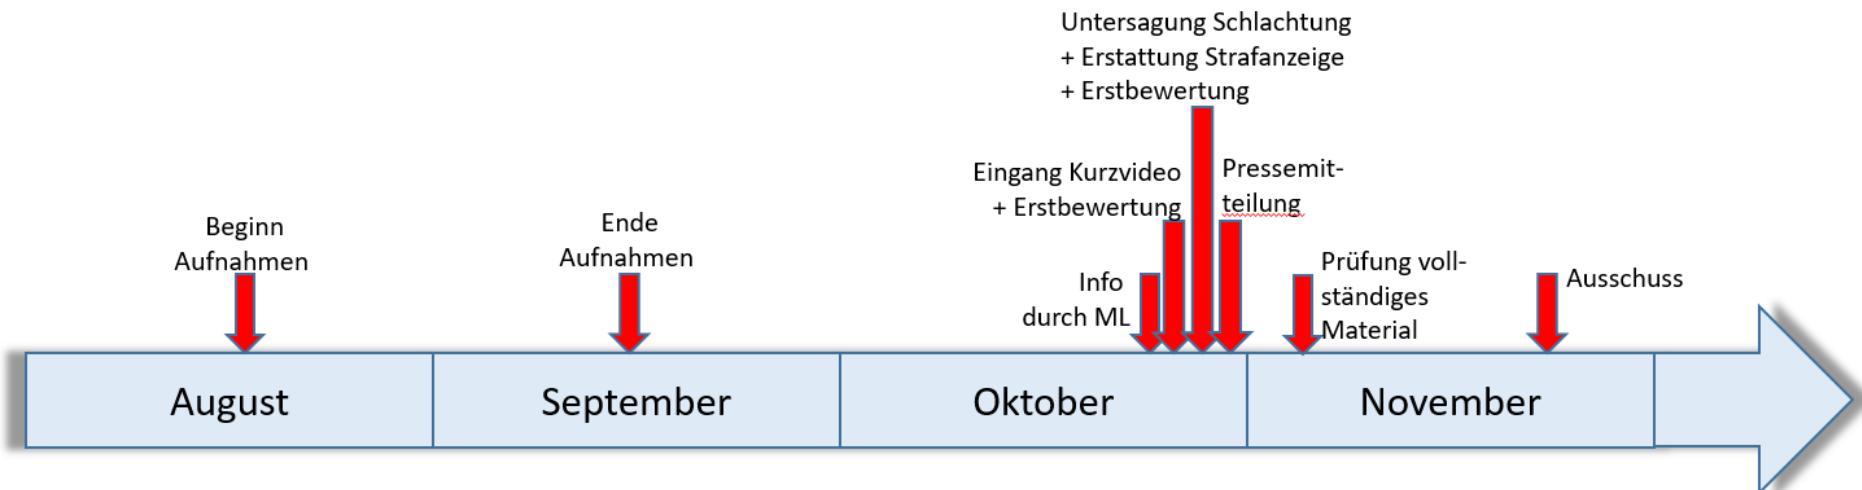 Untersagung Schlachtung
+ Erstattung Strafanzeige
+ Erstbewertung
Eingang Kurzvideo
+ Erstbewertung
Pressemit-
teilung
Beginn
Aufnahmen
Ende
Aufnahmen
Info
durch ML
Prüfung voll-
ständiges
Material
Ausschuss
August
September
Oktober
November